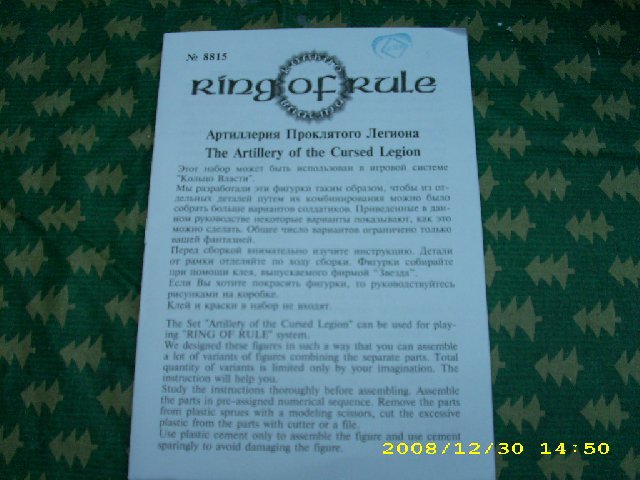 № 8815
RING OF RULE
Артиллерия Проклятого Легиона
The Artillery of the Cursed Legion
Этот набор может быть использован в игровой системе
"Кольцо Власти".
Мы разработали эти фигурки таким образом, чтобы из от-
дельных деталей путем их комбинирования можно было
собрать больше вариантов солдатиков. Приведенные в дан-
ном руководстве некоторые варианты показывают, как это
можно сделать. Общее число вариантов ограничено только
вашей фантазией.
Перед сборкой внимательно изучите инструкцию. Детали
от рамки отделяйте по ходу сборки. Фигурки собирайте
при помощи клея, выпускаемого фирмой "Звезда".
Если Вы хотите покрасить фигурки, то руководствуйтесь
рисунками на коробке.
Клей и краски в набор не входят.
The Set "Artillery of the Cursed Legion" can be used for play-
ing "RING OF RULE" system.
We designed these figures in such a way that you can assemble
a lot of variants of figures combining the separate parts. Total
quantity of variants is limited only by your imagination. The
instruction will help you.
Study the instructions thoroughly before assembling. Assemble
the parts in pre-assigned numerical sequence. Remove the parts
from plastic sprues with a modeling scissors, cut the excessive
plastic from the parts with cutter or a file.
Use plastic cement only to assemble the figure and use cement
sparingly to avoid damaging the figure.
2008/12/30 14:50